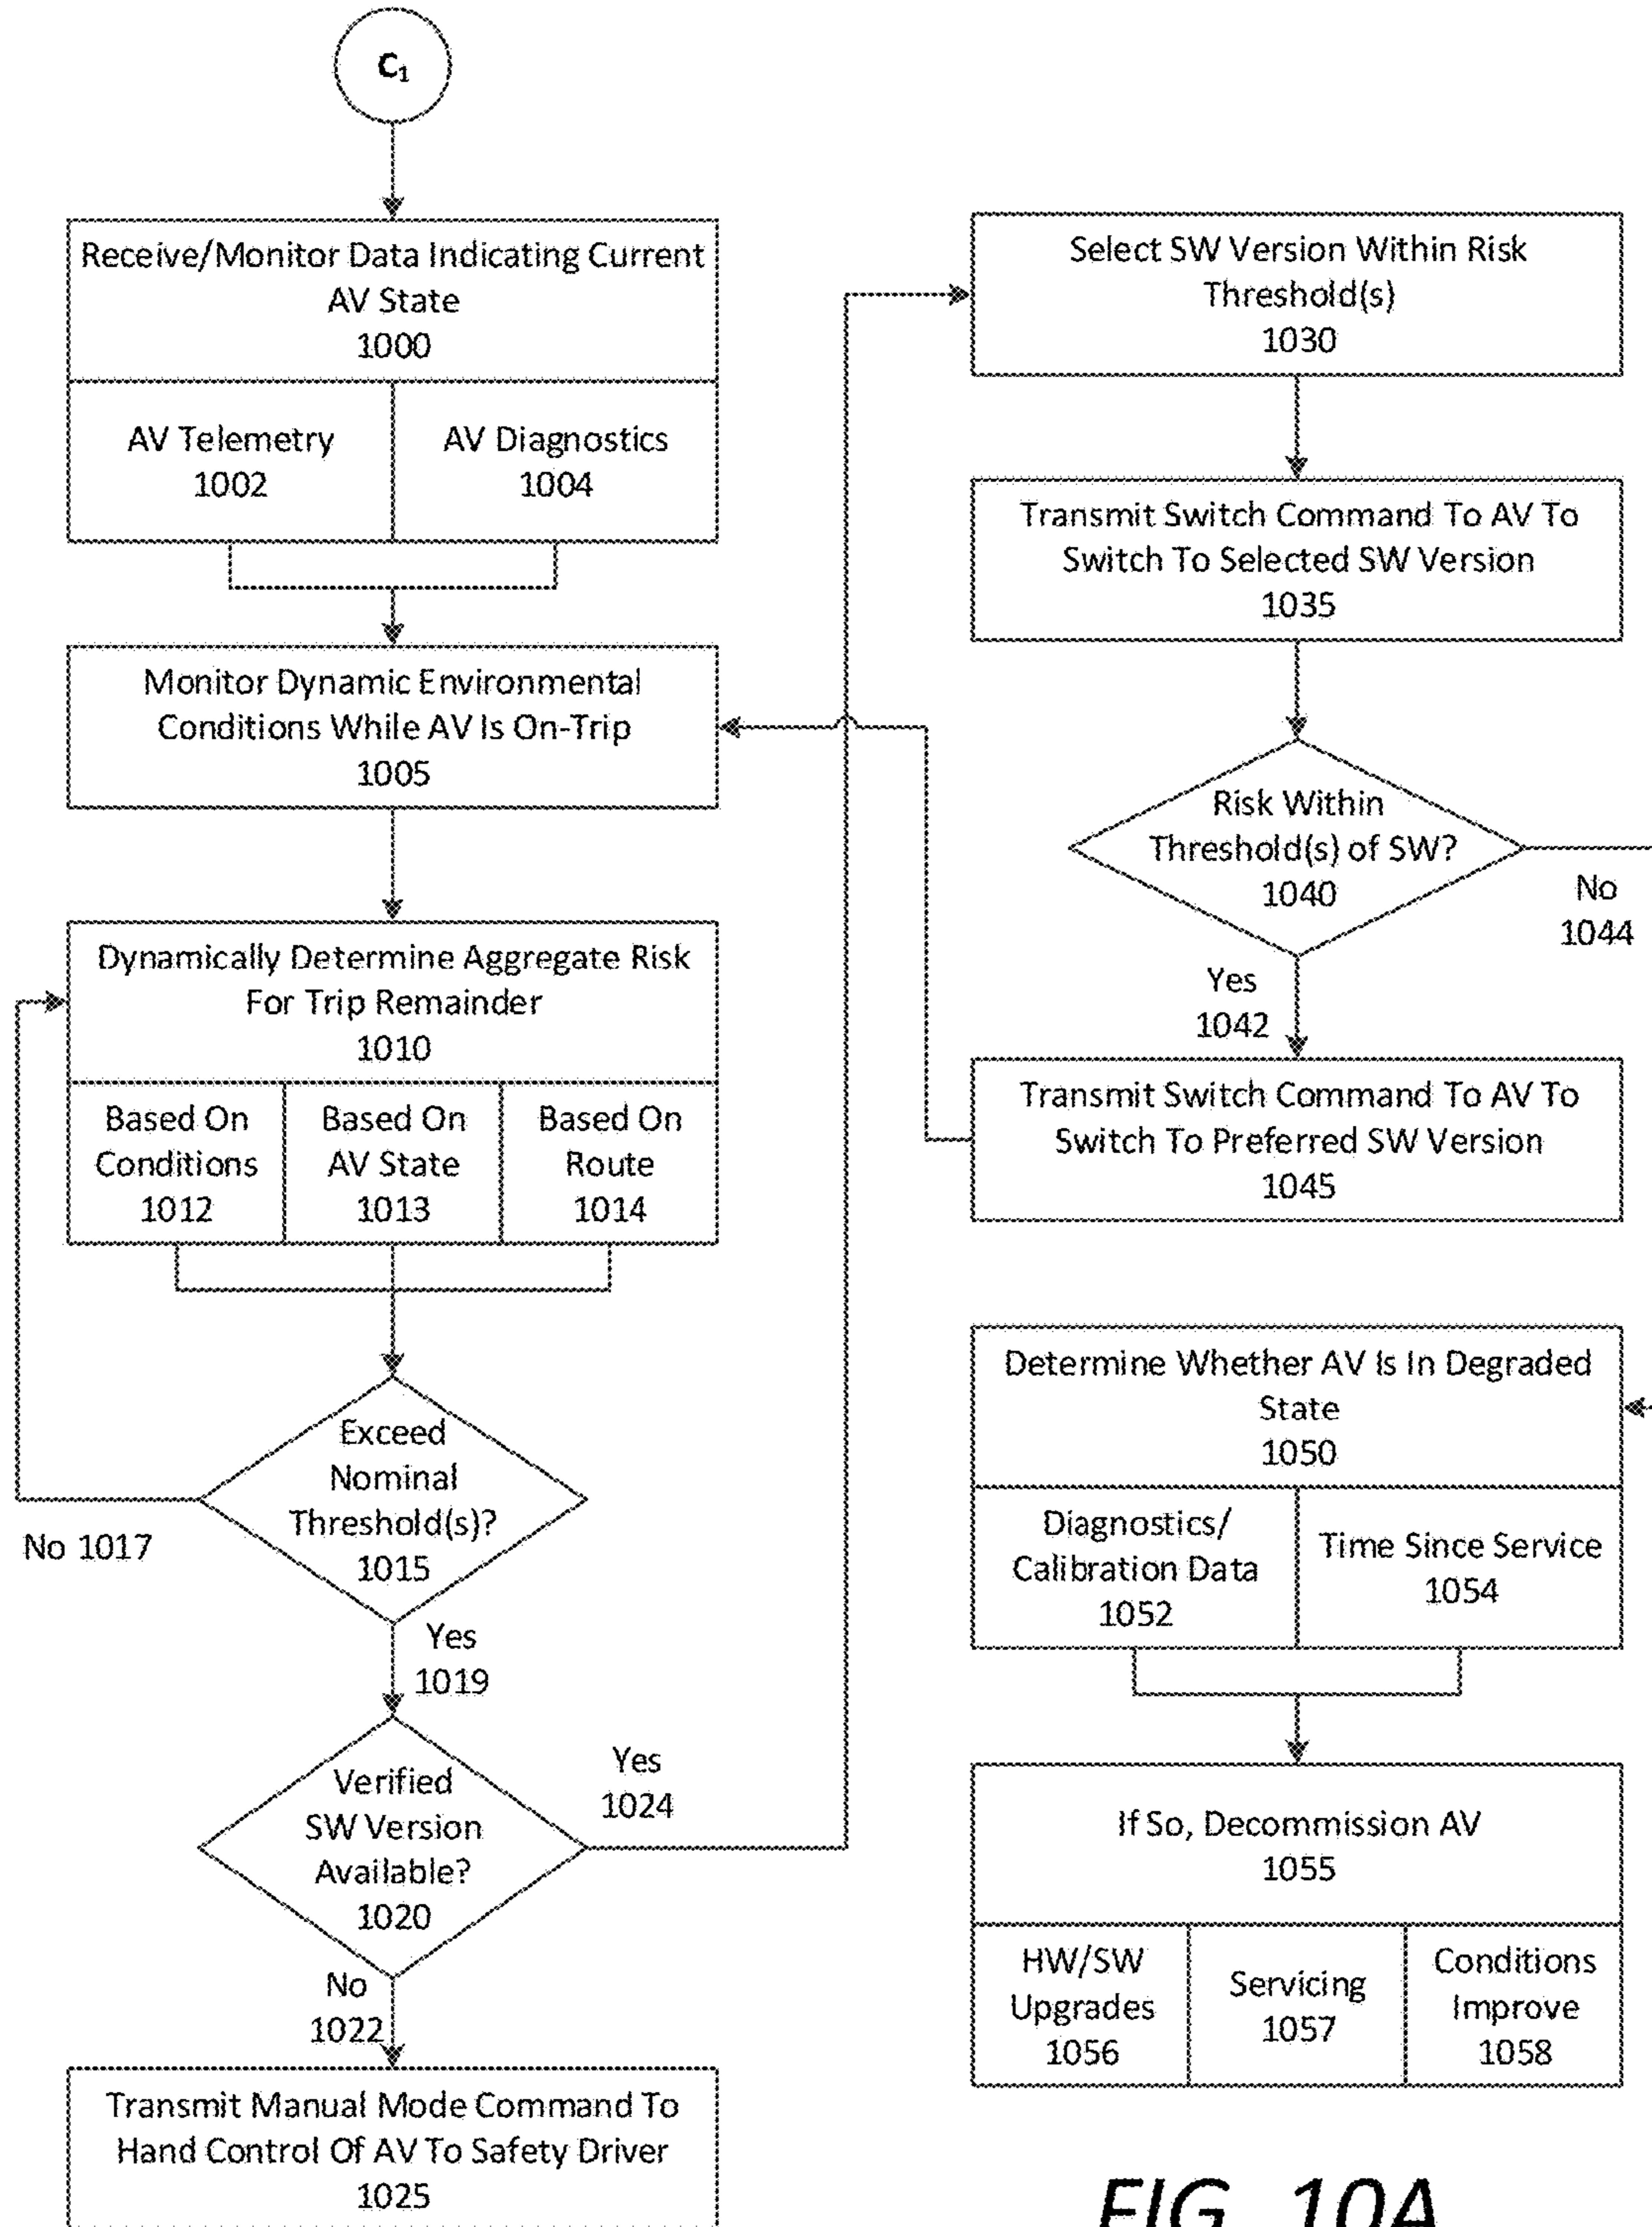 C₁
Receive/Monitor Data Indicating Current
AV State
1000
AV Telemetry
1002
AV Diagnostics
1004
Monitor Dynamic Environmental
Conditions While AV Is On-Trip
1005
Dynamically Determine Aggregate Risk
For Trip Remainder
1010
Based On
Conditions
1012
Based On
AV State
1013
Based On
Route
1014
Exceed
Nominal
Threshold(s)?
1015
No 1017
Yes
1019
Verified
SW Version
Available?
1020
Yes
1024
No
1022
Transmit Manual Mode Command To
Hand Control Of AV To Safety Driver
1025
Select SW Version Within Risk
Threshold(s)
1030
Transmit Switch Command To AV To
Switch To Selected SW Version
1035
Risk Within
Threshold(s) of SW?
1040
No
1044
Yes
1042
Transmit Switch Command To AV To
Switch To Preferred SW Version
1045
Determine Whether AV Is In Degraded
State
1050
Diagnostics/
Calibration Data
1052
Time Since Service
1054
If So, Decommission AV
1055
HW/SW
Upgrades
1056
Servicing
1057
Conditions
Improve
1058
FIG. 10A